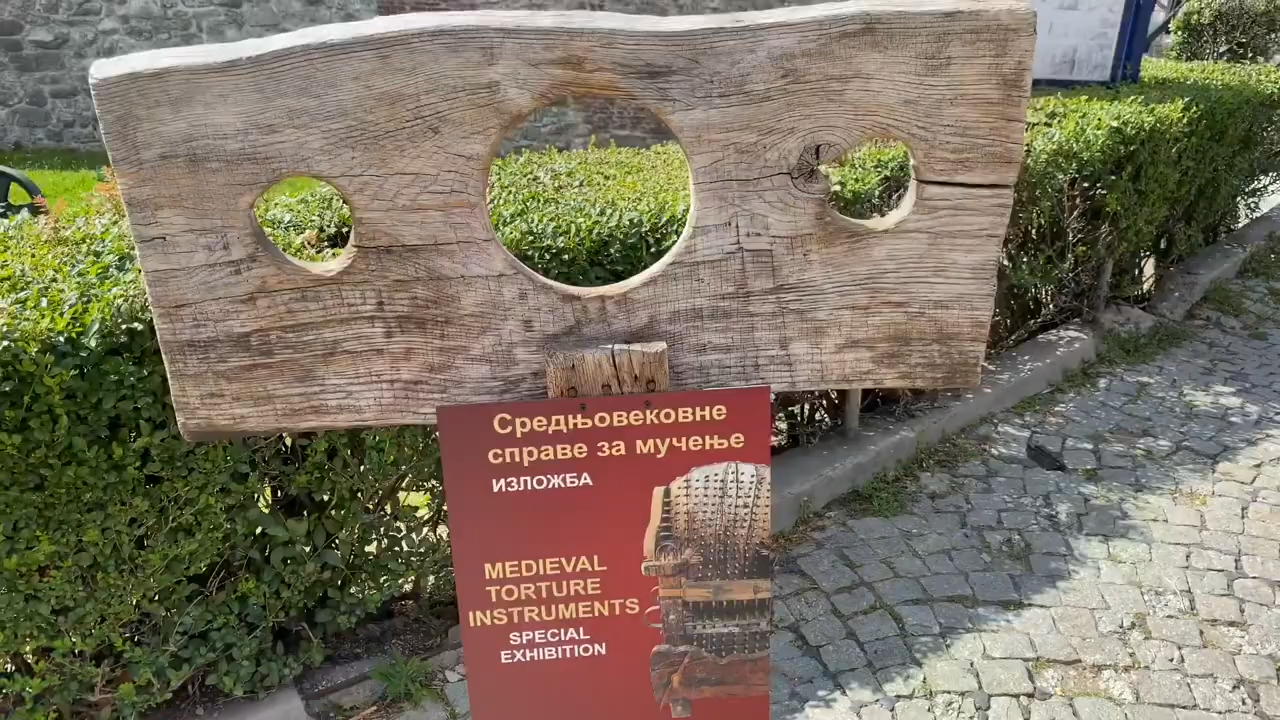 Средњовековне
справе за мучење
ИЗЛОЖБА
MEDIEVAL
TORTURE
INSTRUMENTS
SPECIAL
EXHIBITION